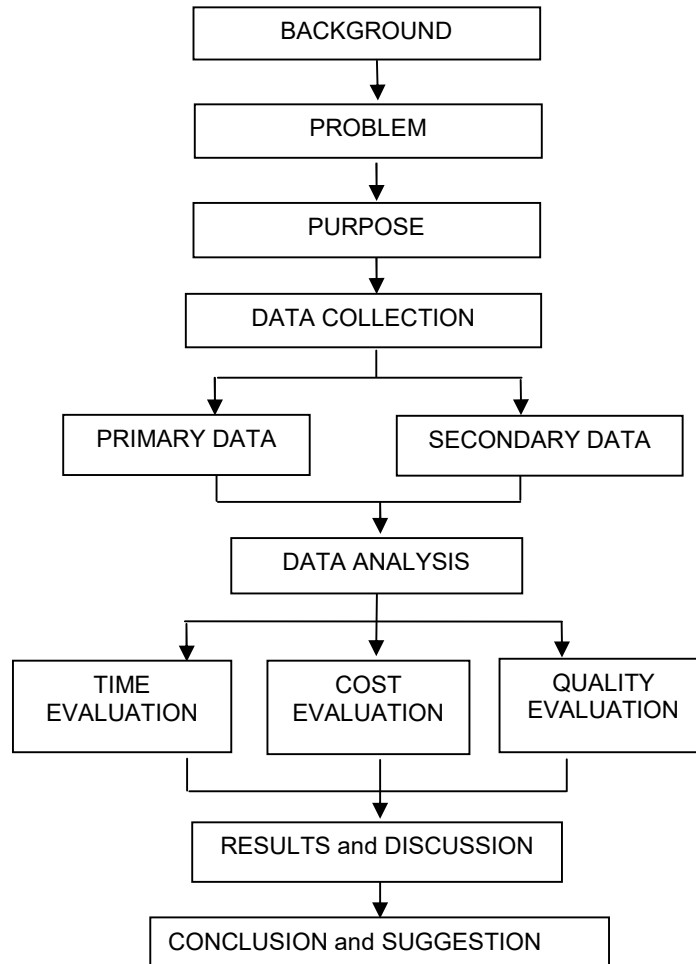 BACKGROUND
PROBLEM
PURPOSE
DATA COLLECTION
PRIMARY DATA
SECONDARY DATA
DATA ANALYSIS
TIME
EVALUATION
COST
EVALUATION
QUALITY
EVALUATION
RESULTS and DISCUSSION
CONCLUSION and SUGGESTION